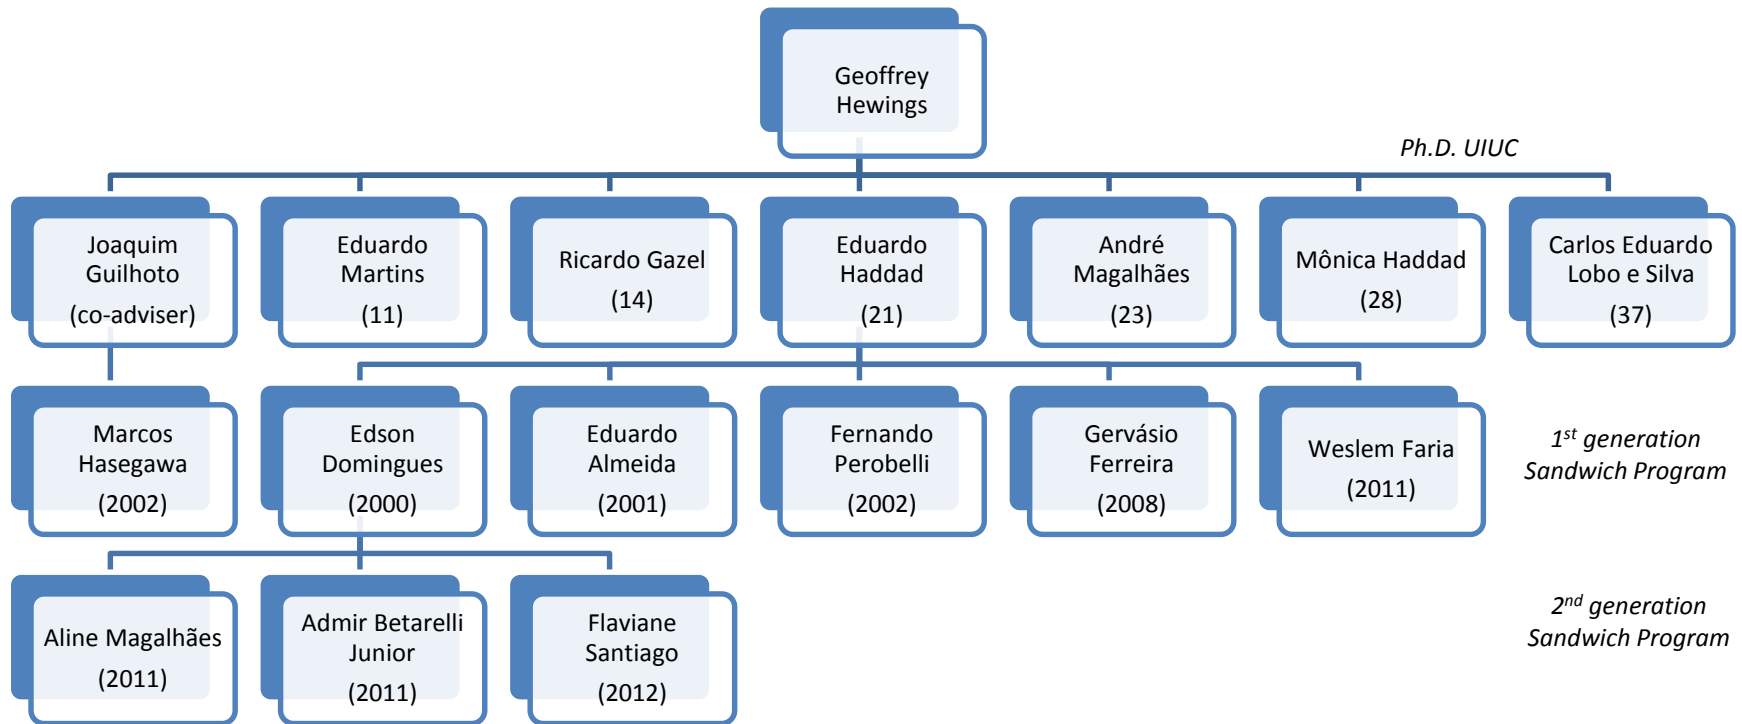 Geoffrey
Hewings
Ph.D. UIUC
Joaquim
Guilhoto
(co-adviser)
Eduardo
Martins
(11)
Ricardo Gazel
(14)
Eduardo
Haddad
(21)
André
Magalhães
(23)
Mônica Haddad
(28)
Carlos Eduardo
Lobo e Silva
(37)
Marcos
Hasegawa
(2002)
Edson
Domingues
(2000)
Eduardo
Almeida
(2001)
Fernando
Perobelli
(2002)
Gervásio
Ferreira
(2008)
Weslem Faria
(2011)
1st generation
Sandwich Program
Aline Magalhães
(2011)
Admir Betarelli
Junior
(2011)
Flaviane
Santiago
(2012)
2nd generation
Sandwich Program